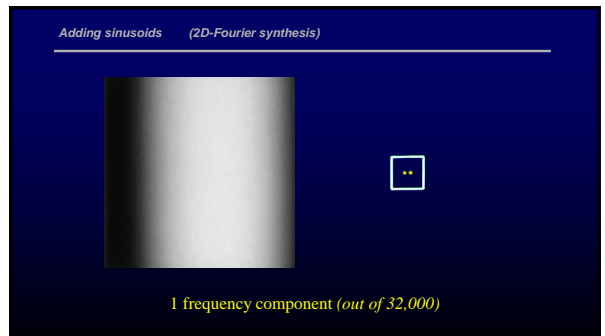 Adding sinusoids (2D-Fourier synthesis)
1 frequency component (out of 32,000)